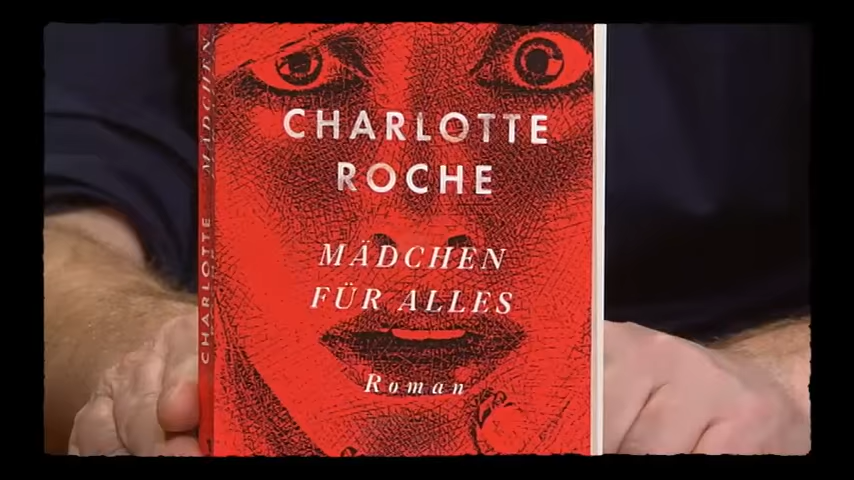 CHARLOTTE
ROCHE
MÄDCHEN
FÜR ALLES
Roman
CHARLOTTE
MÄDCHEN